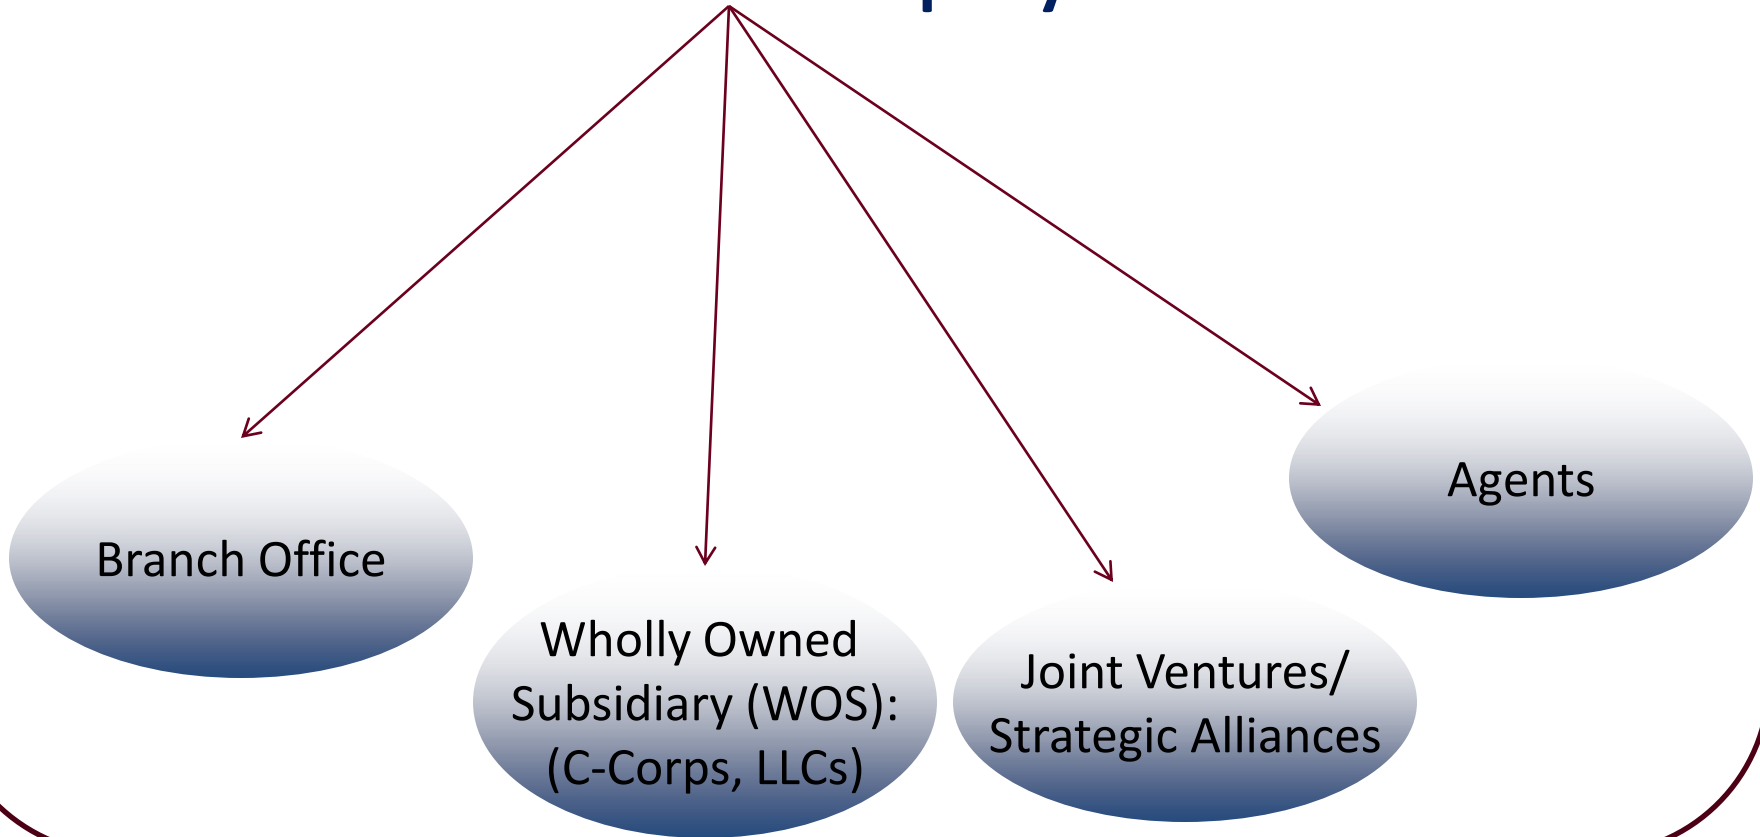 Branch Office
Wholly Owned
Subsidiary (WOS):
(C-Corps, LLCs)
Joint Ventures/
Strategic Alliances
Agents